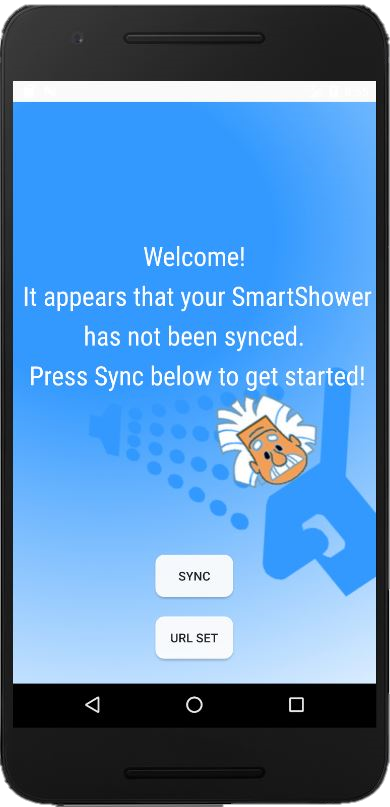 Welcome!
It appears that your SmartShower
has not been synced.
Press Sync below to get started!
SYNC
URL SET